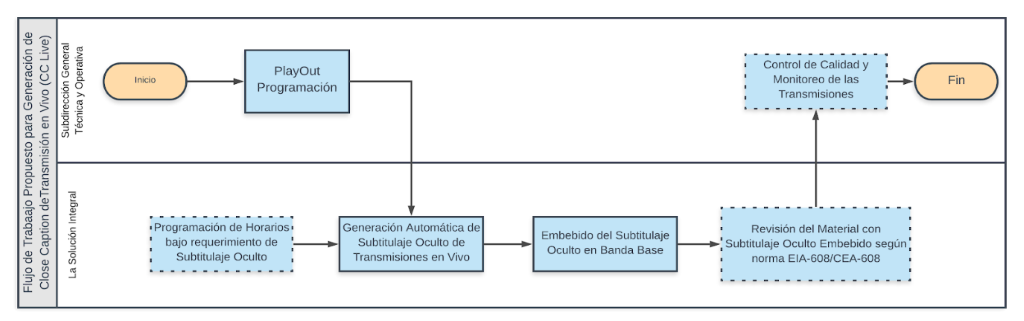 Flujo de Trabaajo Propuesto para Generación de
Close Caption deTransmisión en Vivo (CC Live)
Subdirección General
Técnica y Operativa
Inicio
PlayOut
Programación
Control de Calidad y
Monitoreo de las
Transmisiones
Fin
La Solución Integral
Programación de Horarios
bajo requerimiento de
Subtitulaje Oculto
Generación Automática de
Subtitulaje Oculto de
Transmisiones en Vivo
Embebido del Subtitulaje
Oculto en Banda Base
Revisión del Material con
Subtitulaje Oculto Embebido según
norma EIA-608/CEA-608